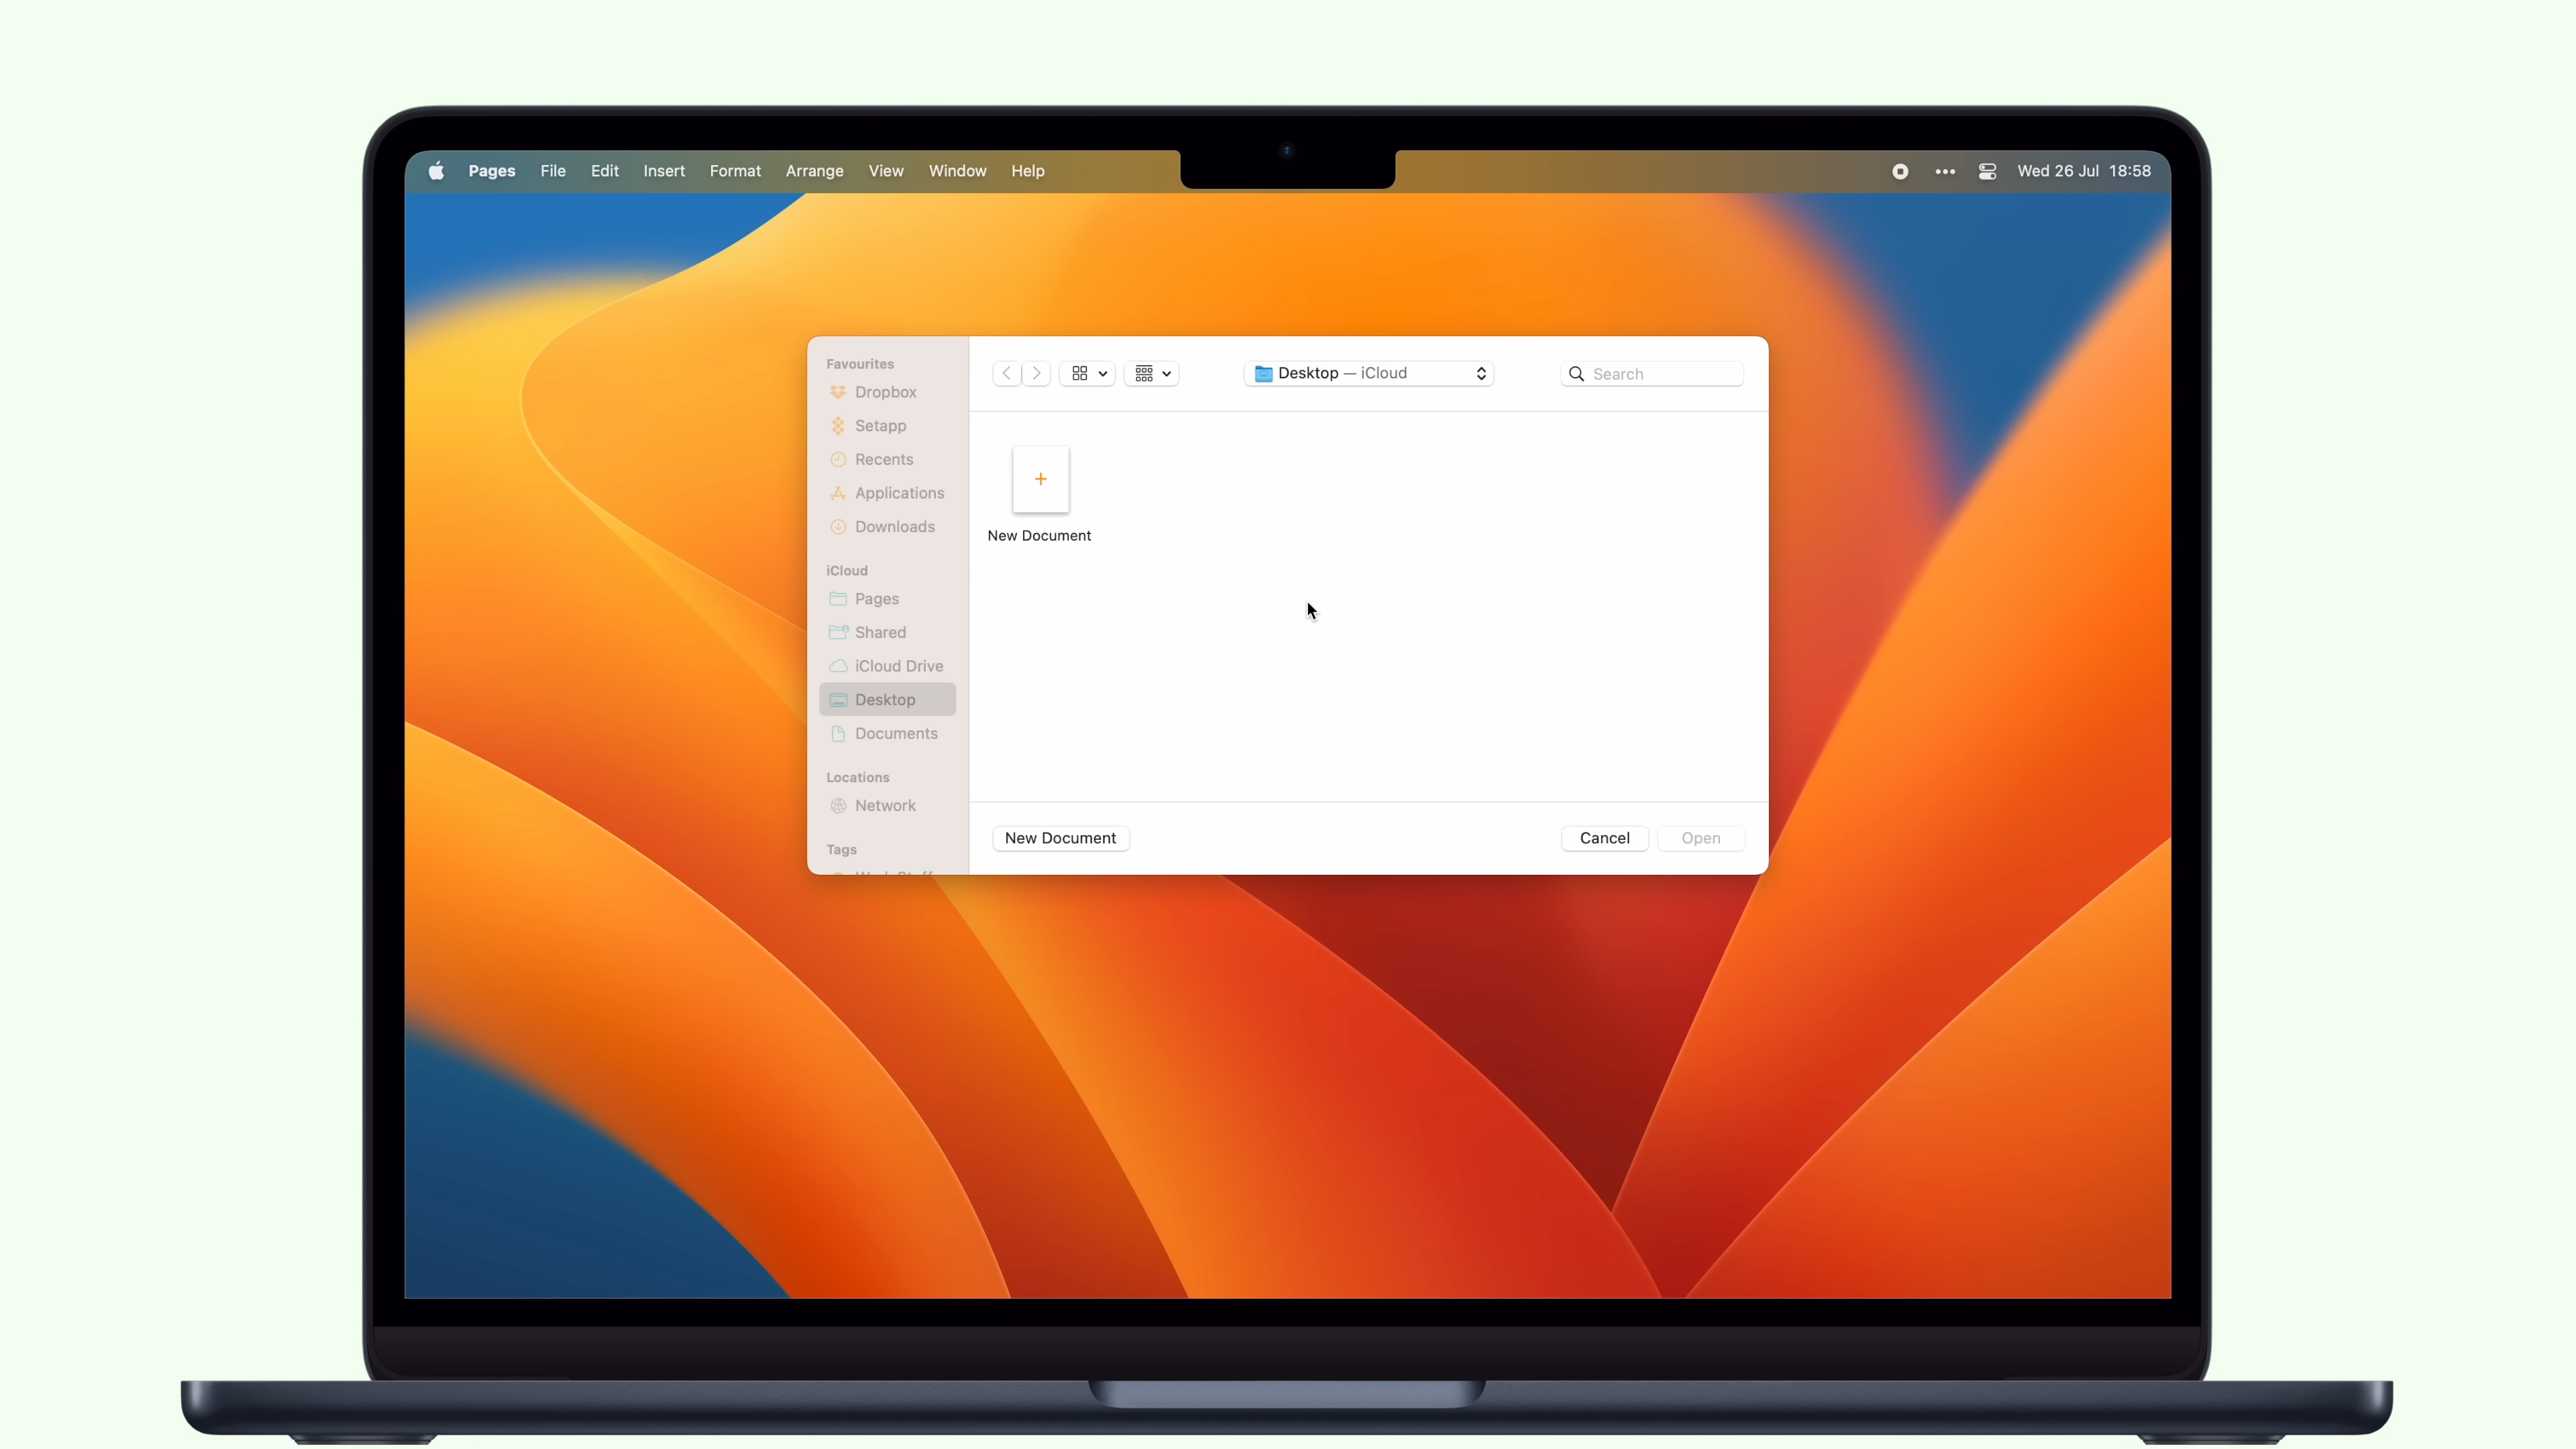 Pages File Edit Insert Format Arrange View Window Help Wed 26 Jul 18:58
Favourites
Dropbox
Setapp
Recents
Applications
Downloads
iCloud
Pages
Shared
iCloud Drive
Desktop
Documents
Locations
Network
Tags
Desktop — iCloud
Search
New Document
New Document
Cancel
Open